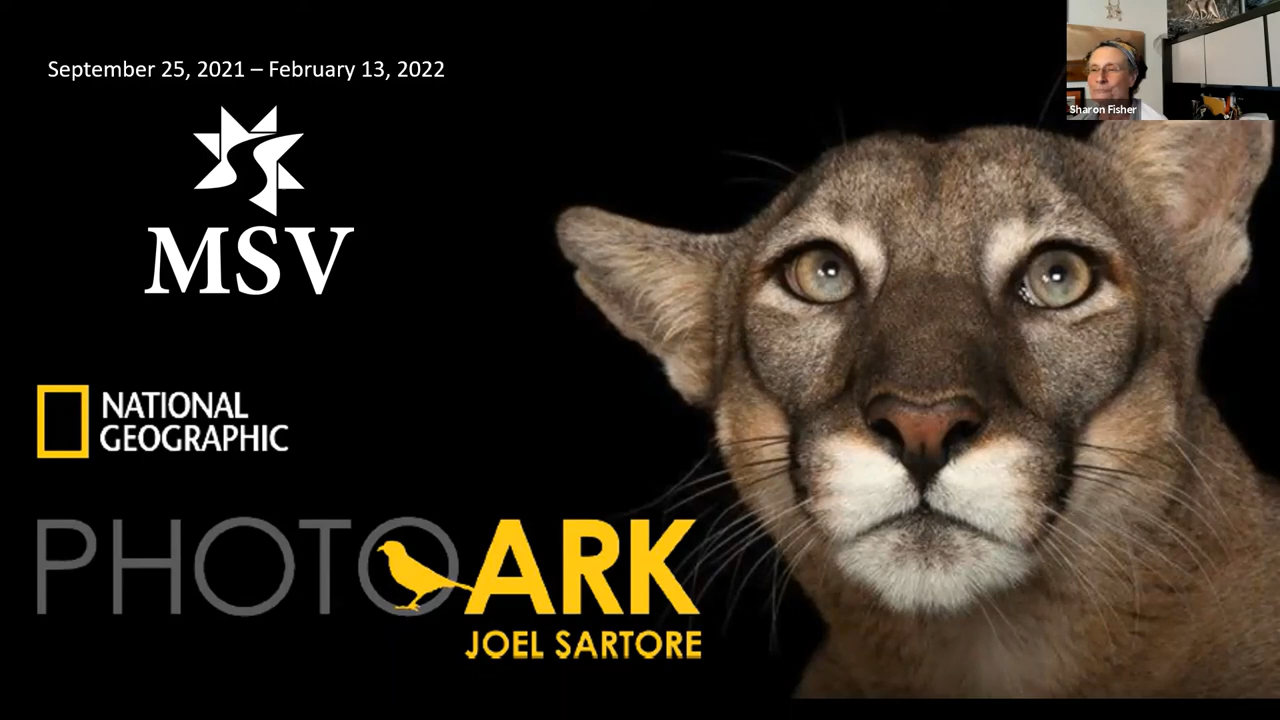 September 25, 2021 – February 13, 2022
Sharon Fisher
MSV
NATIONAL
GEOGRAPHIC
PHOTO ARK
JOEL SARTORE